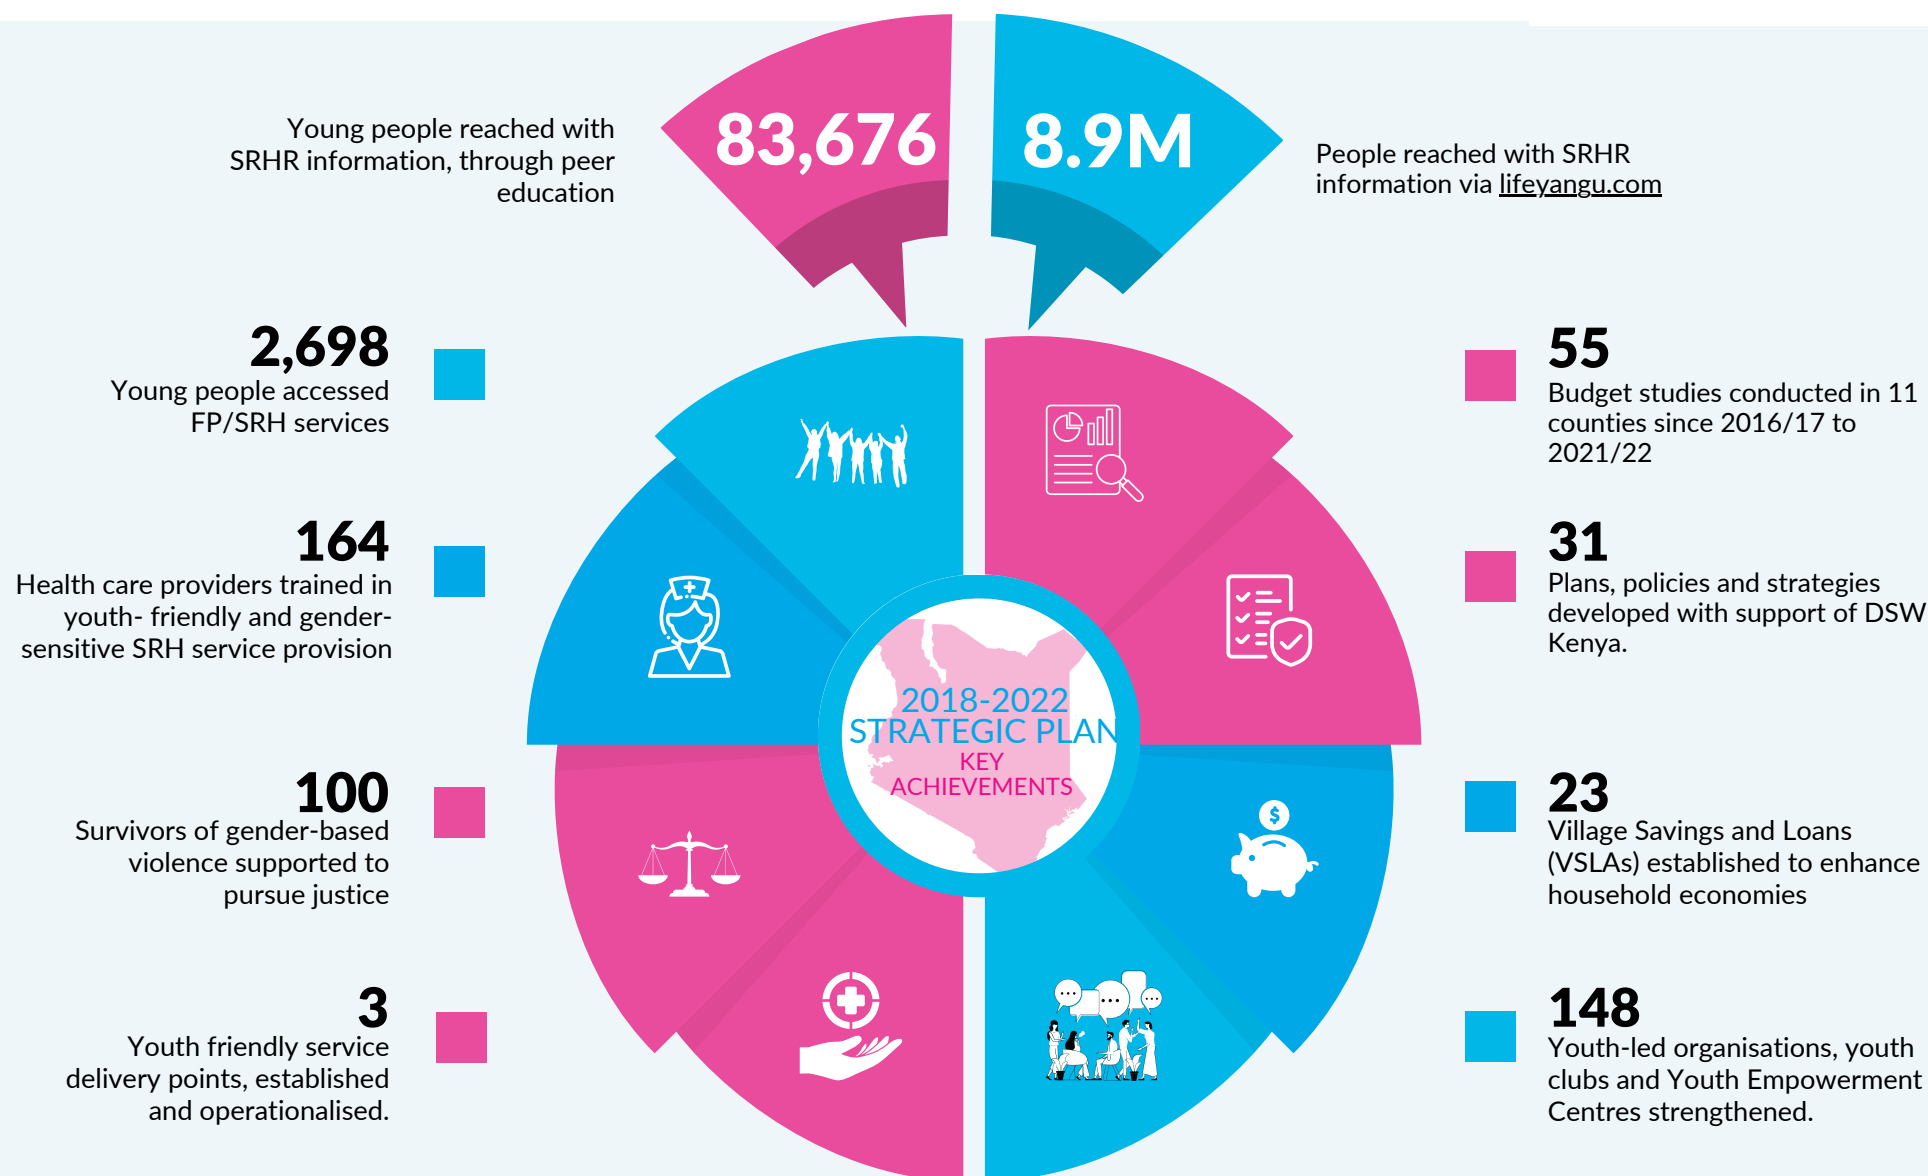 83,676
8.9M
Young people reached with
SRHR information, through peer
education
People reached with SRHR
information via lifeyangu.com
2,698
Young people accessed
FP/SRH services
164
Health care providers trained in
youth- friendly and gender-
sensitive SRH service provision
100
Survivors of gender-based
violence supported to
pursue justice
3
Youth friendly service
delivery points, established
and operationalised.
2018-2022
STRATEGIC PLAN
KEY
ACHIEVEMENTS
$
55
Budget studies conducted in 11
counties since 2016/17 to
2021/22
31
Plans, policies and strategies
developed with support of DSW
Kenya.
23
Village Savings and Loans
(VSLAs) established to enhance
household economies
148
Youth-led organisations, youth
clubs and Youth Empowerment
Centres strengthened.